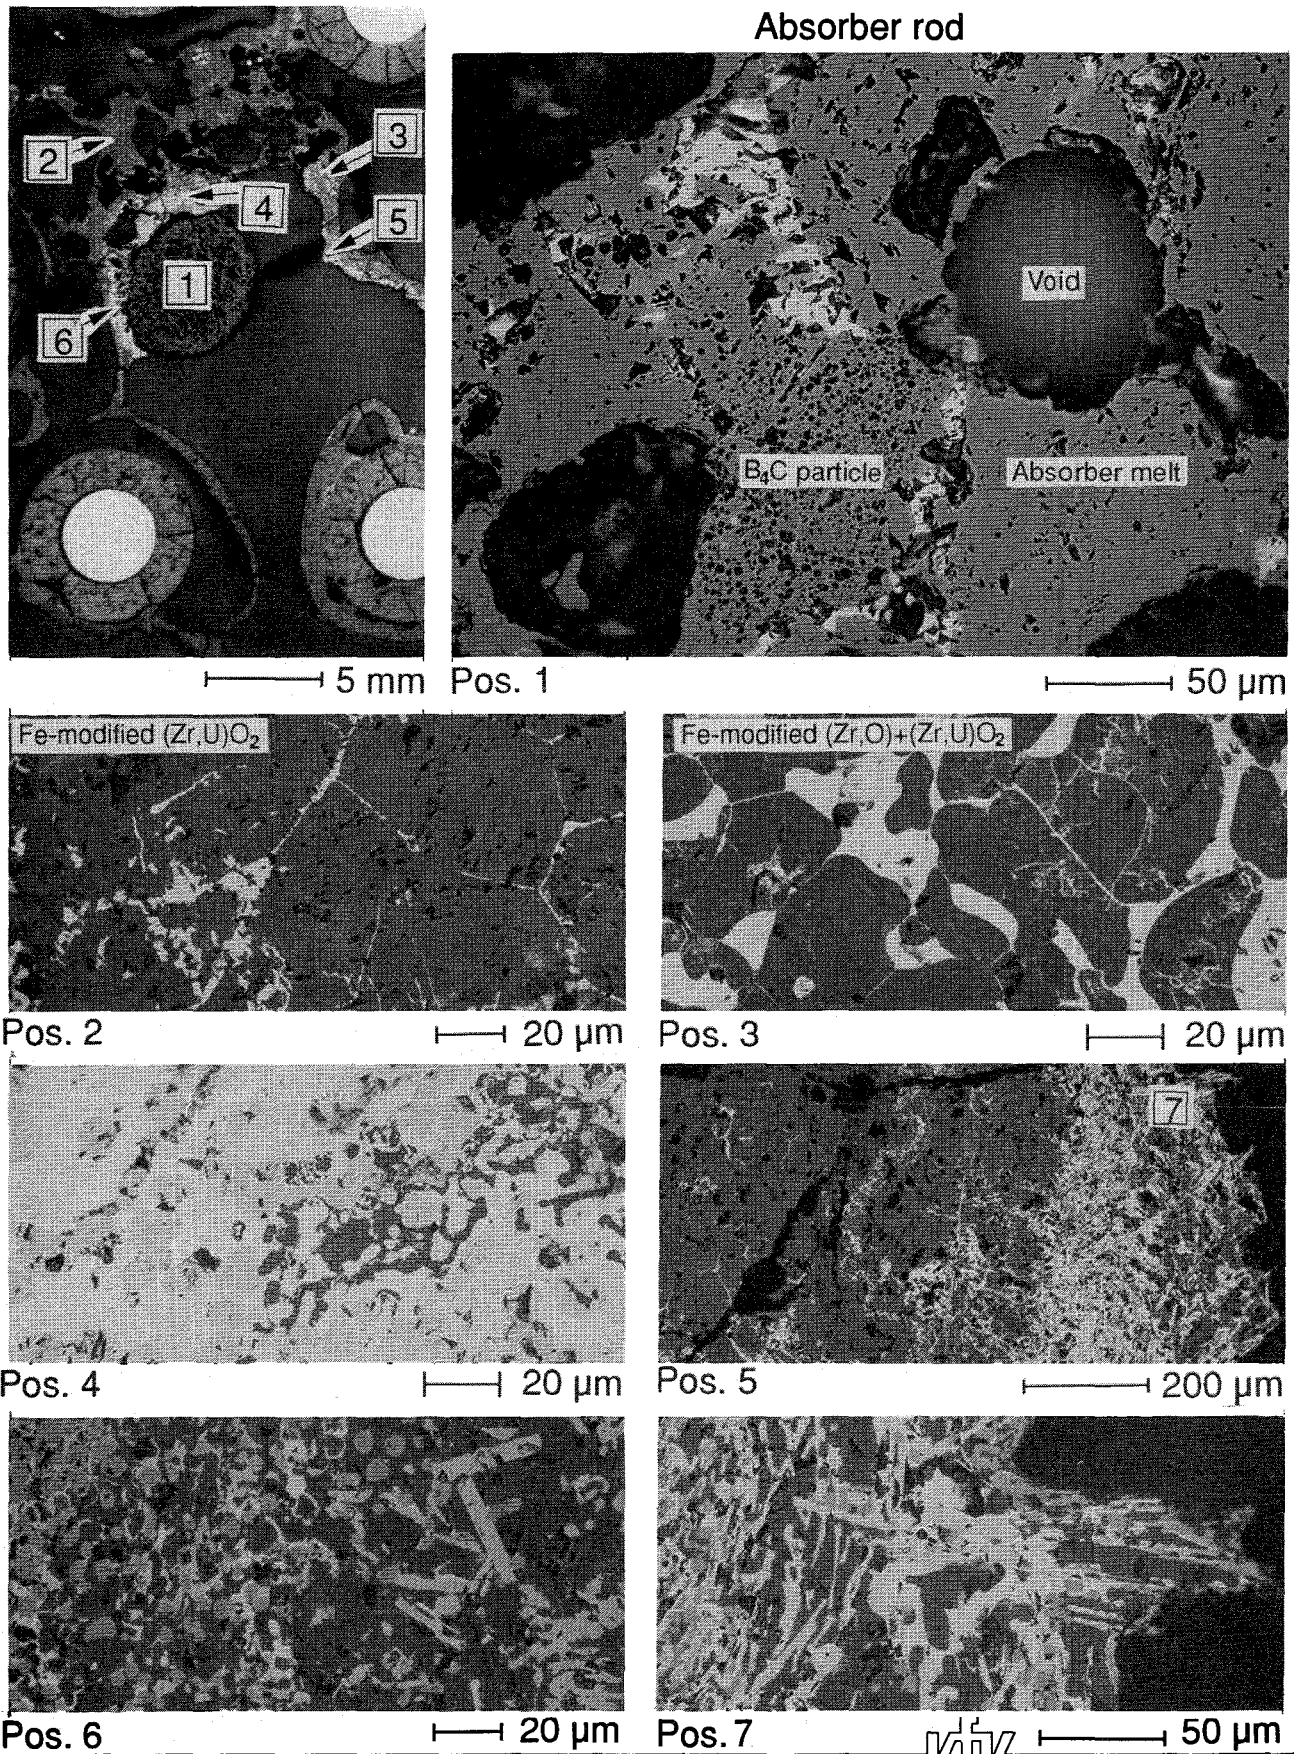 Absorber rod
2
3
4
5
1
6
Void
B₄C particle
Absorber melt
5 mm
Pos. 1
50 µm
Fe-modified (Zr,U)O₂
Fe-modified (Zr,O)+(Zr,U)O₂
Pos. 2
20 µm
Pos. 3
20 µm
7
Pos. 4
20 µm
Pos. 5
200 µm
Pos. 6
20 µm
Pos. 7
50 µm